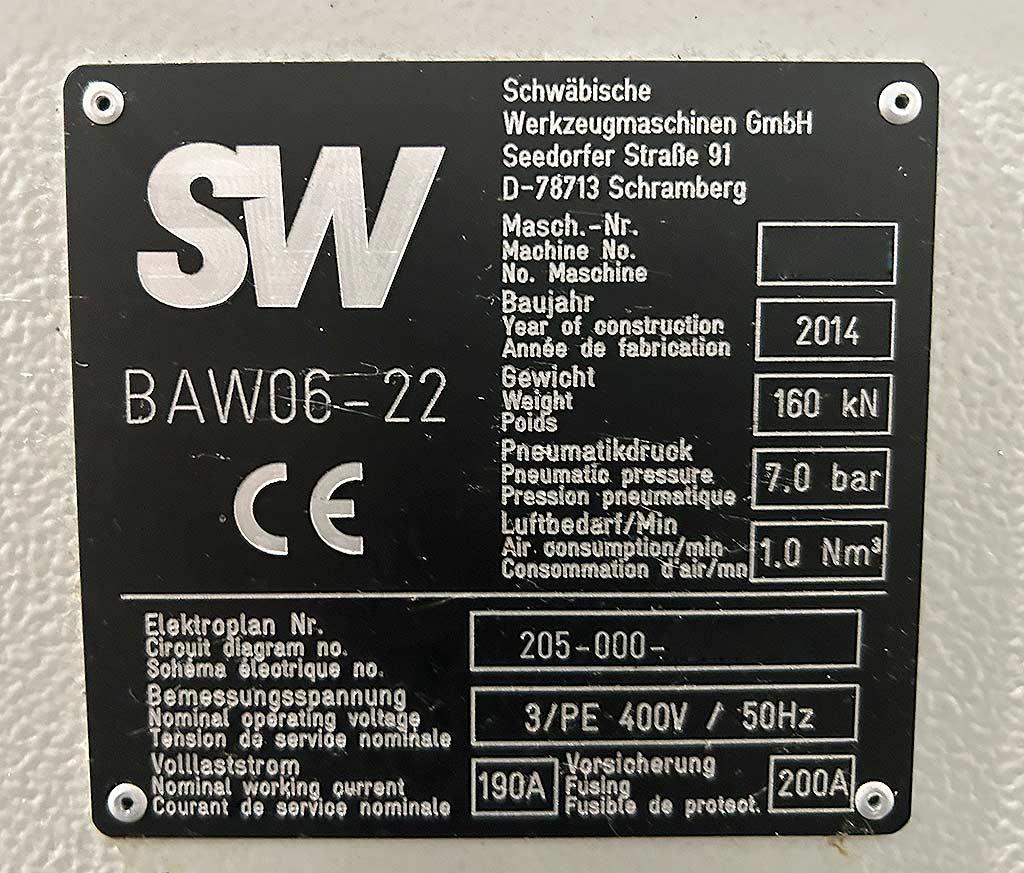 SW
BAW06-22
CE
Schwäbische
Werkzeugmaschinen GmbH
Seedorfer Straße 91
D-78713 Schramberg
Masch.-Nr.
Machine No.
No. Maschine
Baujahr
Year of construction
Année de fabrication
2014
Gewicht
Weight
Poids
160 kN
Pneumatikdruck
Pneumatic pressure
Pression pneumatique
7.0 bar
Luftbedarf/Min
Air consumption/min
Consommation d'air/mn
1.0 Nm³
Elektroplan Nr.
Circuit diagram no.
Schéma électrique no.
205-000-
Bemessungsspannung
Nominal operating voltage
Tension de service nominale
3/PE 400V / 50Hz
Volllaststrom
Nominal working current
Courant de service nominale
190A
Vorsicherung
Fusing
Fusible de protect.
200A